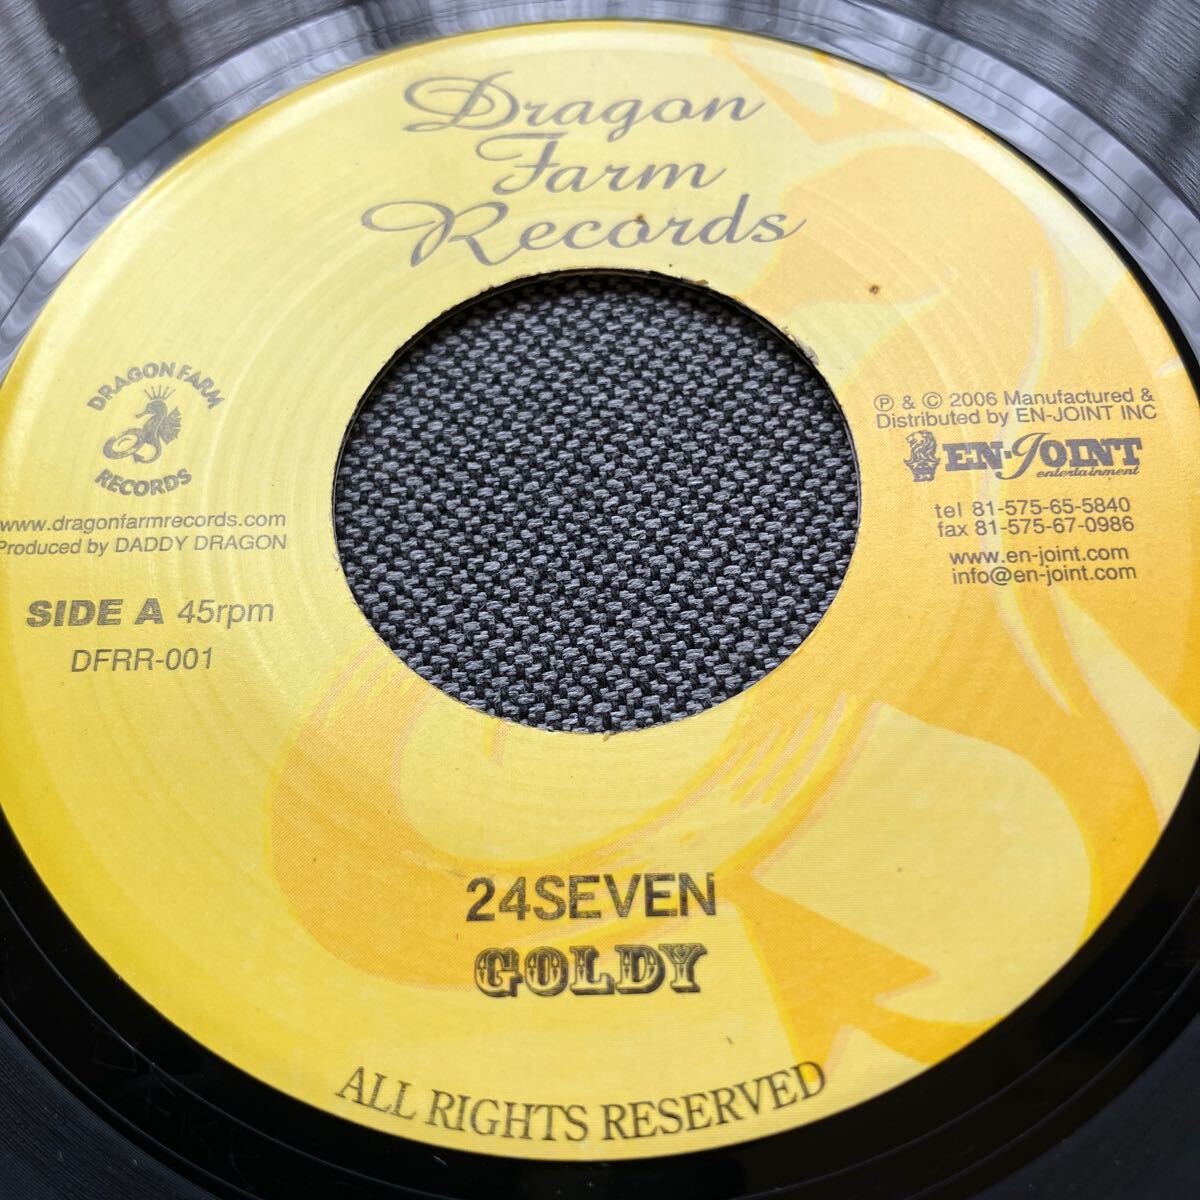 Dragon
Farm
Records
DRAGON FARM
RECORDS
www.dragonfarmrecords.com
Produced by DADDY DRAGON
SIDE A 45rpm
DFRR-001
Ⓟ & © 2006 Manufactured &
Distributed by EN-JOINT INC
EN-JOINT
entertainment
tel 81-575-65-5840
fax 81-575-67-0986
www.en-joint.com
info@en-joint.com
24SEVEN
GOLDY
ALL RIGHTS RESERVED